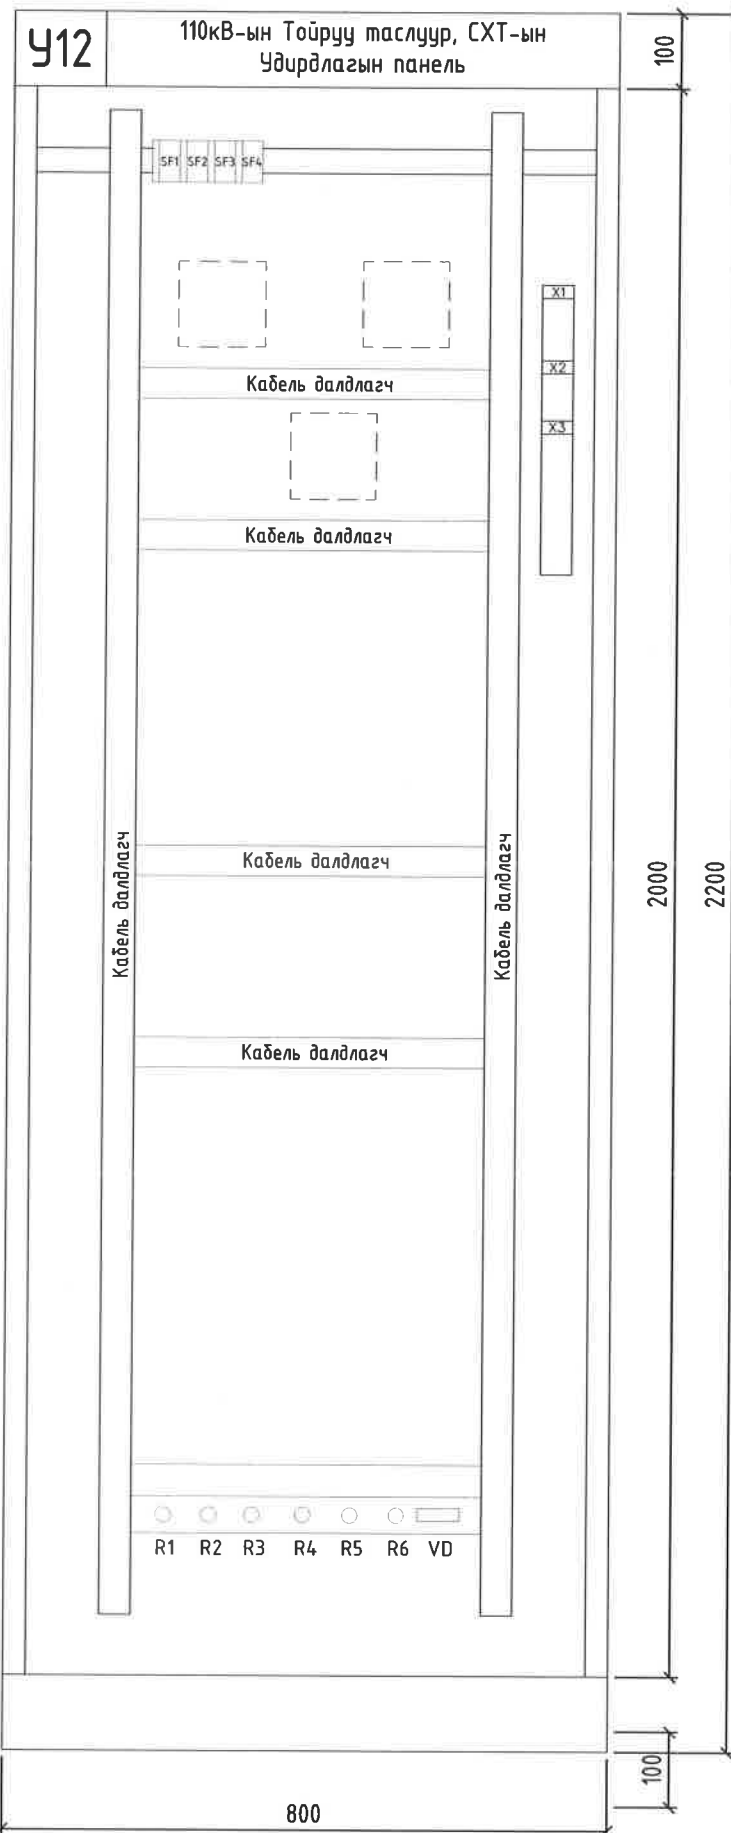 У12
110кВ-ын Тойруу таслуур, СХТ-ын
Удирдлагын панель
100
SF1 SF2 SF3 SF4
X1
Кабель далдлагч
X2
X3
Кабель далдлагч
Кабель далдлагч
Кабель далдлагч
Кабель далдлагч
2000
2200
Кабель далдлагч
R1 R2 R3 R4 R5 R6 VD
100
800